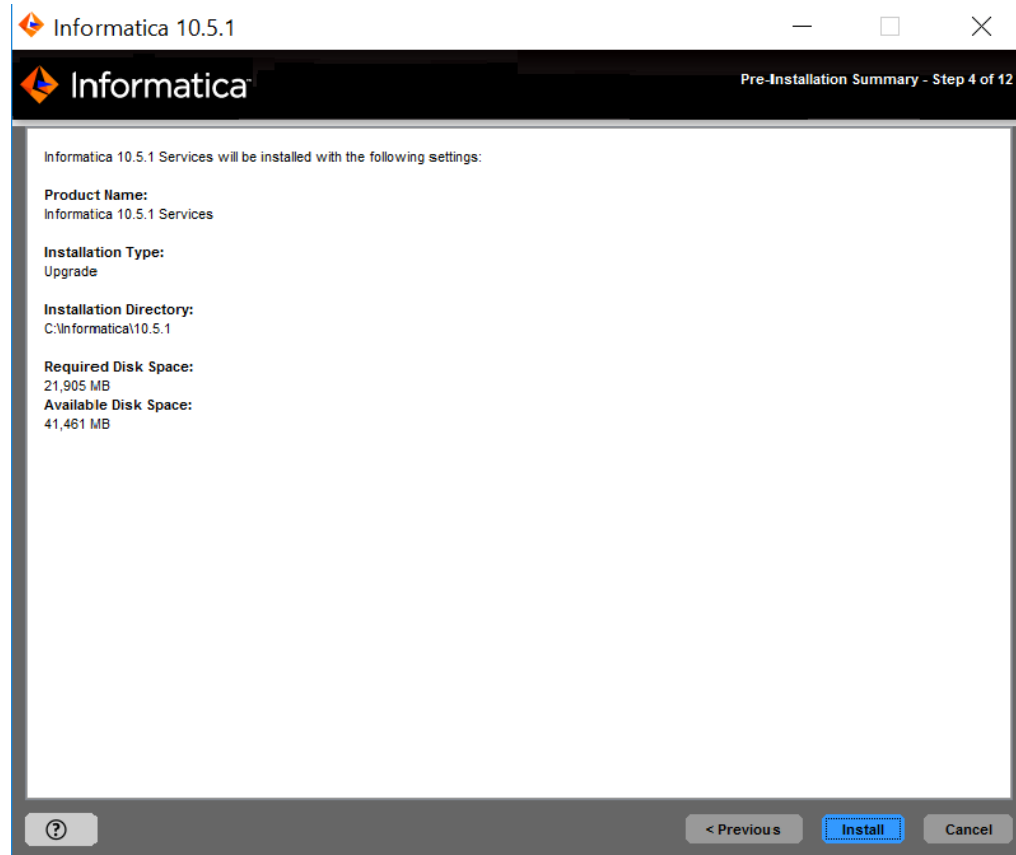 Informatica 10.5.1
Informatica
Pre-Installation Summary - Step 4 of 12
Informatica 10.5.1 Services will be installed with the following settings:
Product Name:
Informatica 10.5.1 Services
Installation Type:
Upgrade
Installation Directory:
C:\Informatica\10.5.1
Required Disk Space:
21,905 MB
Available Disk Space:
41,461 MB
?
< Previous
Install
Cancel